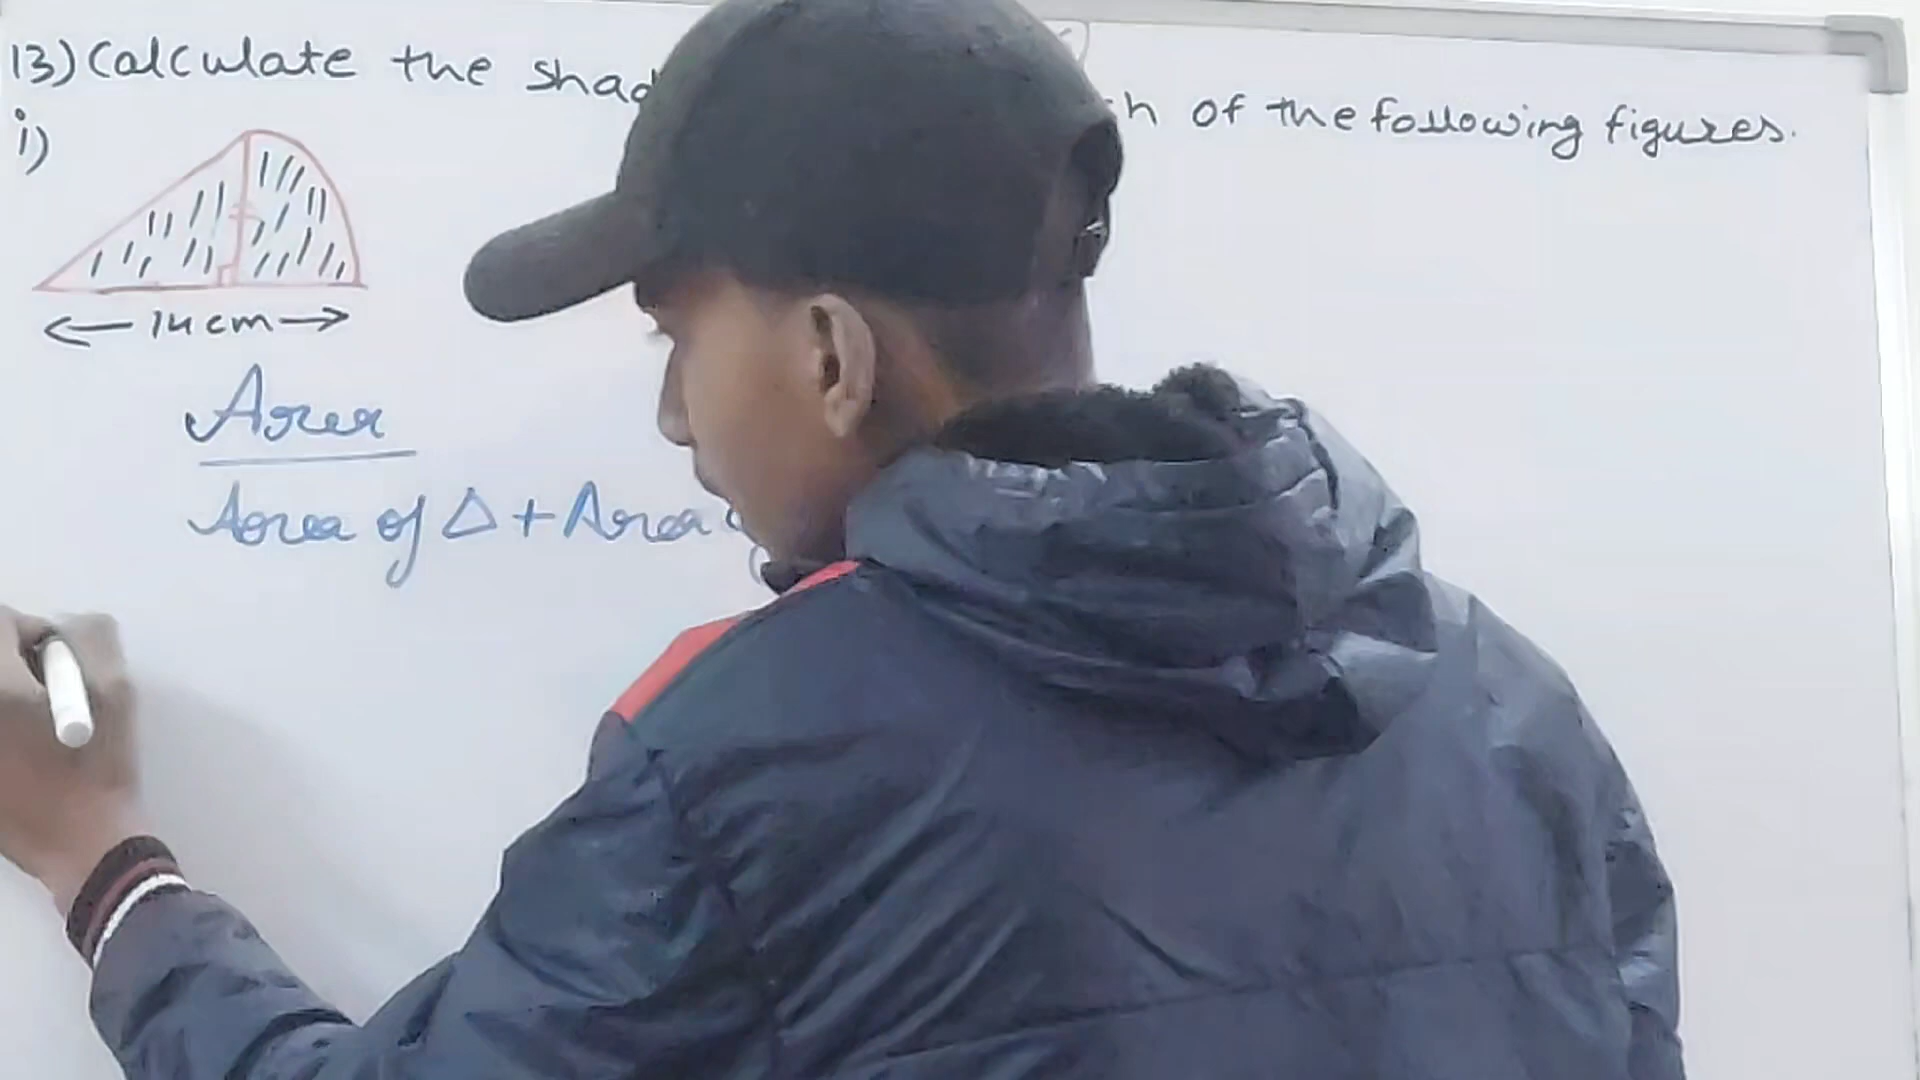 13) Calculate the shad h of the following figures.
i)
14 cm
Area
Area of Δ + Area